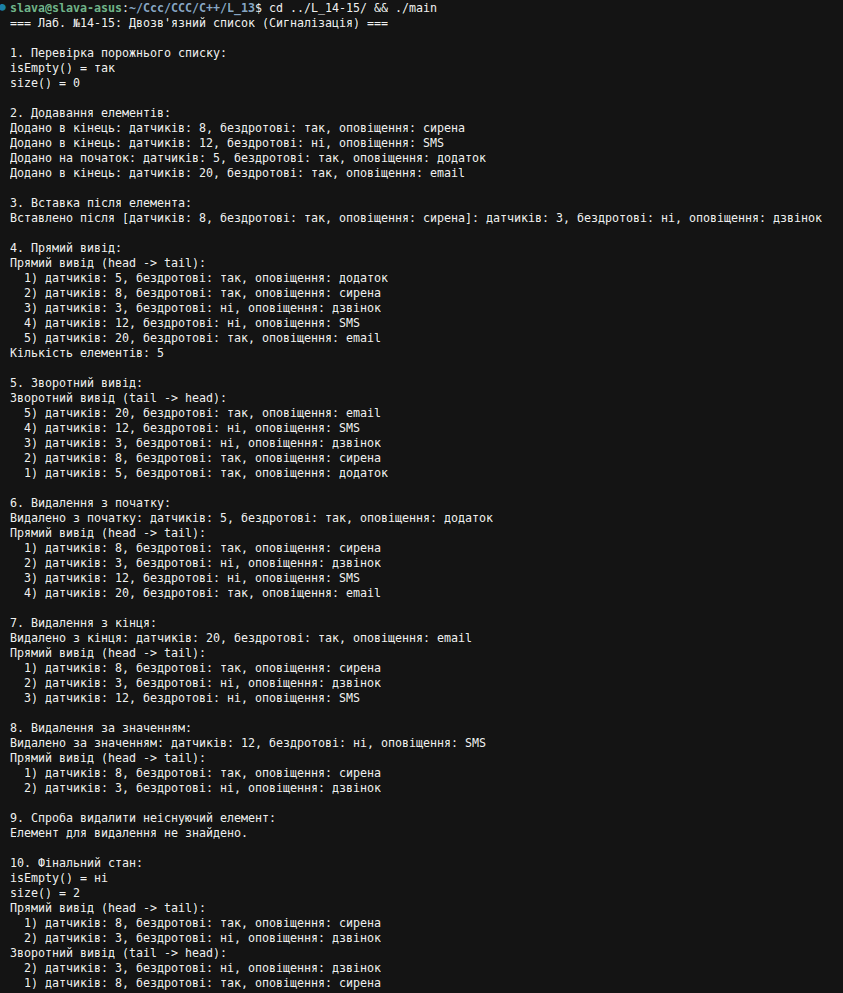 slava@slava-asus:~/Ccc/CCC/C++/L_13$ cd ../L_14-15/ && ./main
=== Лаб. №14-15: Двозв'язний список (Сигналізація) ===
1. Перевірка порожнього списку:
isEmpty() = так
size() = 0
2. Додавання елементів:
Додано в кінець: датчиків: 8, бездротові: так, оповіщення: сирена
Додано в кінець: датчиків: 12, бездротові: ні, оповіщення: SMS
Додано на початок: датчиків: 5, бездротові: так, оповіщення: додаток
Додано в кінець: датчиків: 20, бездротові: так, оповіщення: email
3. Вставка після елемента:
Вставлено після [датчиків: 8, бездротові: так, оповіщення: сирена]: датчиків: 3, бездротові: ні, оповіщення: дзвінок
4. Прямий вивід:
Прямий вивід (head -> tail):
  1) датчиків: 5, бездротові: так, оповіщення: додаток
  2) датчиків: 8, бездротові: так, оповіщення: сирена
  3) датчиків: 3, бездротові: ні, оповіщення: дзвінок
  4) датчиків: 12, бездротові: ні, оповіщення: SMS
  5) датчиків: 20, бездротові: так, оповіщення: email
Кількість елементів: 5
5. Зворотний вивід:
Зворотний вивід (tail -> head):
  5) датчиків: 20, бездротові: так, оповіщення: email
  4) датчиків: 12, бездротові: ні, оповіщення: SMS
  3) датчиків: 3, бездротові: ні, оповіщення: дзвінок
  2) датчиків: 8, бездротові: так, оповіщення: сирена
  1) датчиків: 5, бездротові: так, оповіщення: додаток
6. Видалення з початку:
Видалено з початку: датчиків: 5, бездротові: так, оповіщення: додаток
Прямий вивід (head -> tail):
  1) датчиків: 8, бездротові: так, оповіщення: сирена
  2) датчиків: 3, бездротові: ні, оповіщення: дзвінок
  3) датчиків: 12, бездротові: ні, оповіщення: SMS
  4) датчиків: 20, бездротові: так, оповіщення: email
7. Видалення з кінця:
Видалено з кінця: датчиків: 20, бездротові: так, оповіщення: email
Прямий вивід (head -> tail):
  1) датчиків: 8, бездротові: так, оповіщення: сирена
  2) датчиків: 3, бездротові: ні, оповіщення: дзвінок
  3) датчиків: 12, бездротові: ні, оповіщення: SMS
8. Видалення за значенням:
Видалено за значенням: датчиків: 12, бездротові: ні, оповіщення: SMS
Прямий вивід (head -> tail):
  1) датчиків: 8, бездротові: так, оповіщення: сирена
  2) датчиків: 3, бездротові: ні, оповіщення: дзвінок
9. Спроба видалити неіснуючий елемент:
Елемент для видалення не знайдено.
10. Фінальний стан:
isEmpty() = ні
size() = 2
Прямий вивід (head -> tail):
  1) датчиків: 8, бездротові: так, оповіщення: сирена
  2) датчиків: 3, бездротові: ні, оповіщення: дзвінок
Зворотний вивід (tail -> head):
  2) датчиків: 3, бездротові: ні, оповіщення: дзвінок
  1) датчиків: 8, бездротові: так, оповіщення: сирена